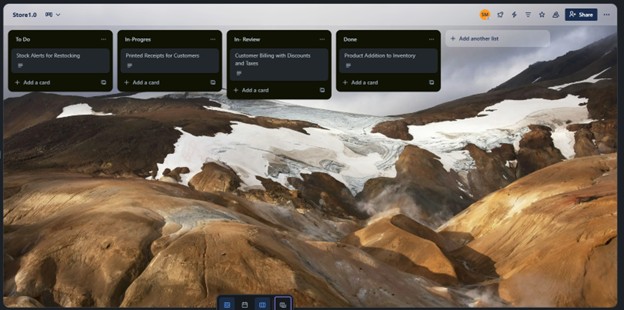 Store1.0
SM
Share
To Do
Stock Alerts for Restocking
+ Add a card
In-Progres
Printed Receipts for Customers
+ Add a card
In- Review
Customer Billing with Discounts
and Taxes
+ Add a card
Done
Product Addition to Inventory
+ Add a card
+ Add another list